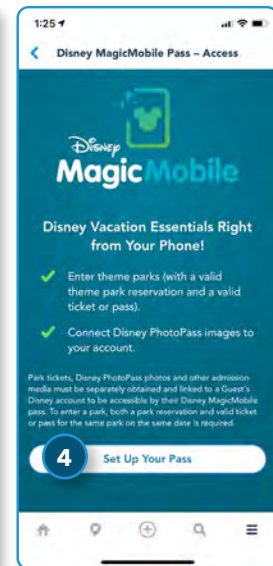 1:25
Disney MagicMobile Pass – Access
Disney
MagicMobile
Disney Vacation Essentials Right
from Your Phone!
Enter theme parks (with a valid
theme park reservation and a valid
ticket or pass).
Connect Disney PhotoPass images to
your account.
Park tickets, Disney PhotoPass photos and other admission
media must be separately obtained and linked to a Guest's
Disney account to be accessible by their Disney MagicMobile
pass. To enter a park, both a park reservation and valid ticket
or pass for the same park on the same date is required.
4 Set Up Your Pass